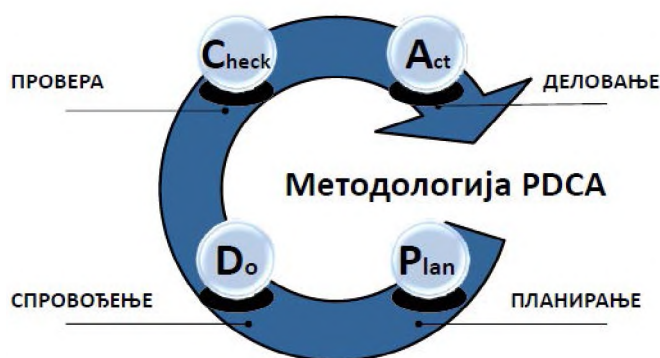 Check
Act
ПРОВЕРА
ДЕЛОВАЊЕ
Методологија PDCA
Do
Plan
СПРОВОЂЕЊЕ
ПЛАНИРАЊЕ